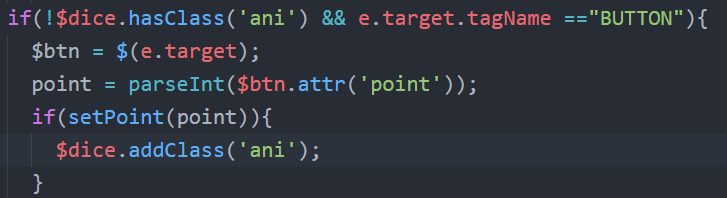 if(!$dice.hasClass('ani') && e.target.tagName =="BUTTON"){
$btn = $(e.target);
point = parseInt($btn.attr('point'));
if(setPoint(point)){
$dice.addClass('ani');
}